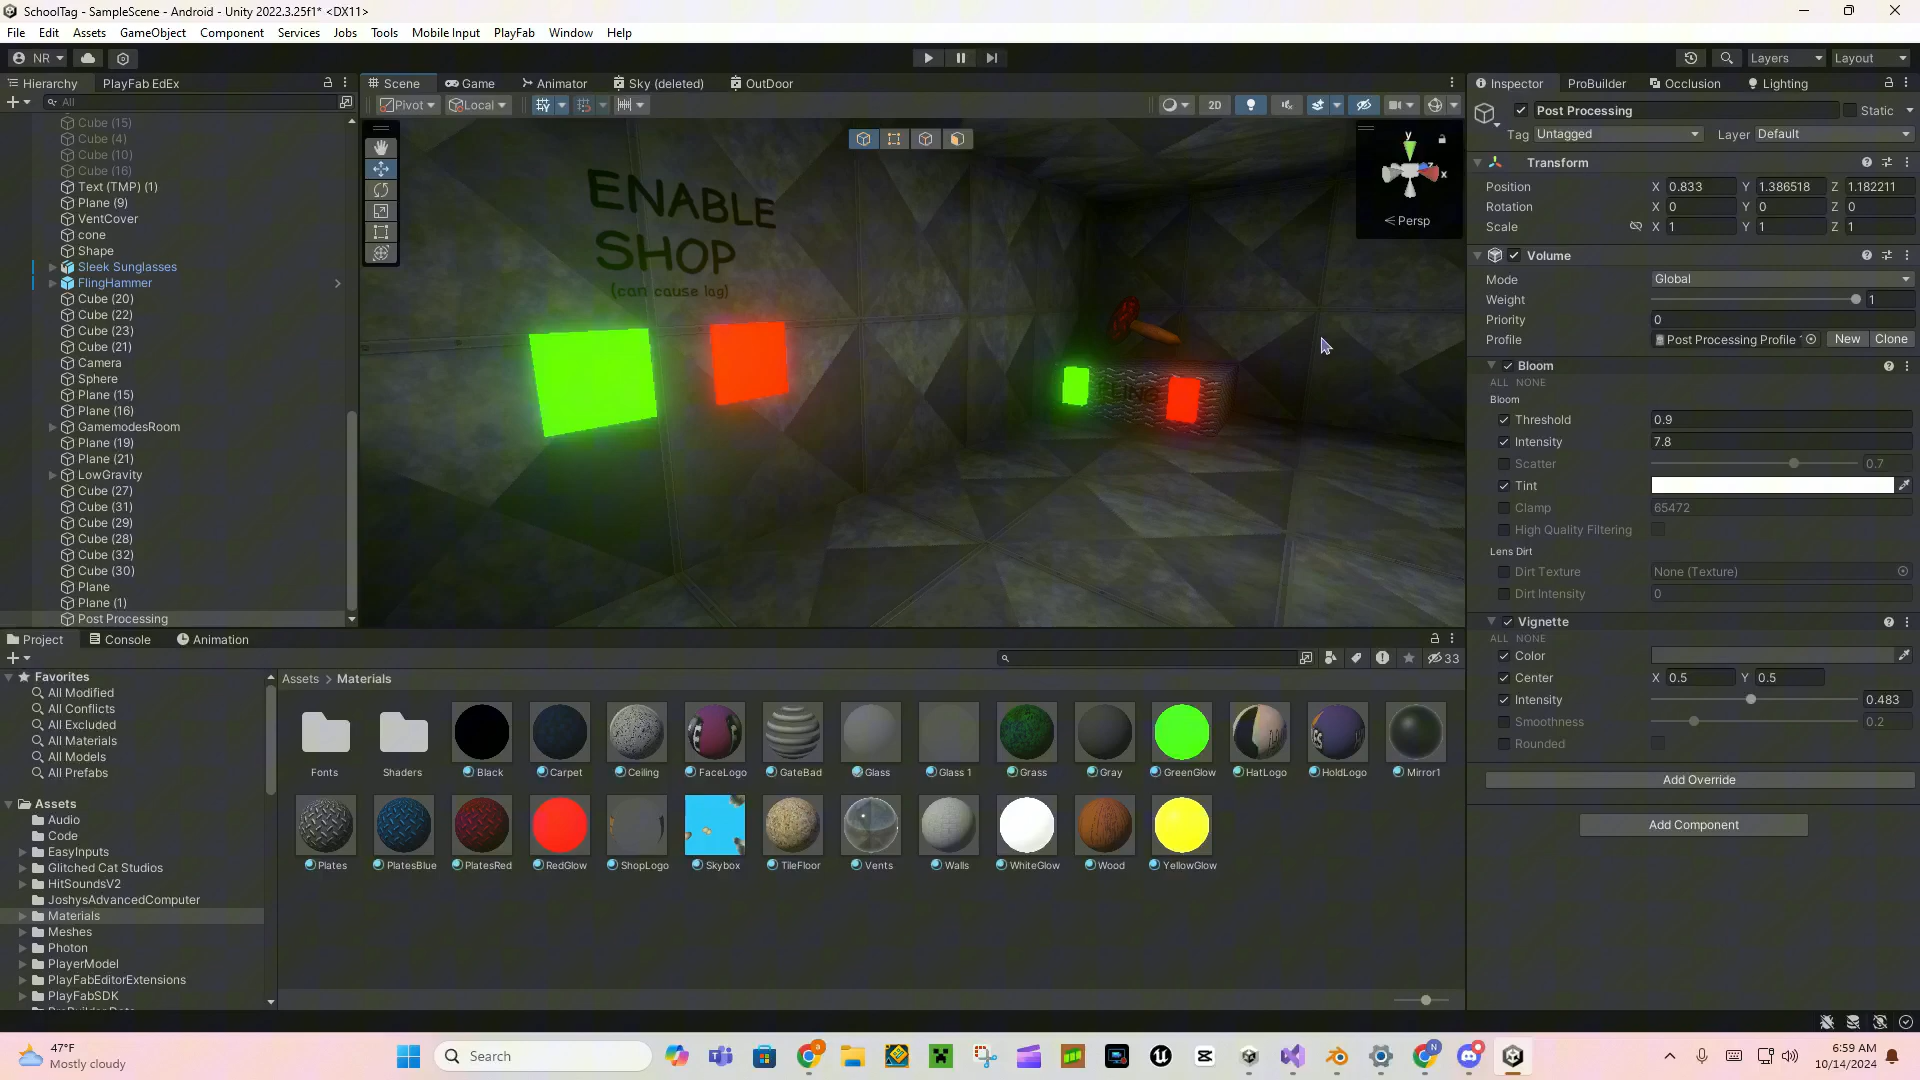 SchoolTag - SampleScene - Android - Unity 2022.3.25f1* <DX11>
File Edit Assets GameObject Component Services Jobs Tools Mobile Input PlayFab Window Help
NR Layers Layout
Hierarchy PlayFab EdEx
All
Cube (15)
Cube (4)
Cube (10)
Cube (16)
Text (TMP) (1)
Plane (9)
VentCover
cone
Shape
Sleek Sunglasses
FlingHammer
Cube (20)
Cube (22)
Cube (23)
Cube (21)
Camera
Sphere
Plane (15)
Plane (16)
GamemodesRoom
Plane (19)
Plane (21)
LowGravity
Cube (27)
Cube (31)
Cube (29)
Cube (28)
Cube (32)
Cube (30)
Plane
Plane (1)
Post Processing
Scene Game Animator Sky (deleted) OutDoor
Pivot Local 2D
ENABLE
SHOP
(can cause lag)
y
x
Persp
Inspector ProBuilder Occlusion Lighting
Post Processing Static
Tag Untagged Layer Default
Transform
Position X 0.833 Y 1.386518 Z 1.182211
Rotation X 0 Y 0 Z 0
Scale X 1 Y 1 Z 1
Volume
Mode Global
Weight 1
Priority 0
Profile Post Processing Profile New Clone
Bloom
ALL NONE
Bloom
Threshold 0.9
Intensity 7.8
Scatter 0.7
Tint
Clamp 65472
High Quality Filtering
Lens Dirt
Dirt Texture None (Texture)
Dirt Intensity 0
Vignette
ALL NONE
Color
Center X 0.5 Y 0.5
Intensity 0.483
Smoothness 0.2
Rounded
Add Override
Add Component
Project Console Animation
33
Favorites
All Modified
All Conflicts
All Excluded
All Materials
All Models
All Prefabs
Assets
Audio
Code
EasyInputs
Glitched Cat Studios
HitSoundsV2
JoshysAdvancedComputer
Materials
Meshes
Photon
PlayerModel
PlayFabEditorExtensions
PlayFabSDK
Assets > Materials
Fonts Shaders Black Carpet Ceiling FaceLogo GateBad Glass Glass 1 Grass Gray GreenGlow HatLogo HoldLogo Mirror1
Plates PlatesBlue PlatesRed RedGlow ShopLogo Skybox TileFloor Vents Walls WhiteGlow Wood YellowGlow
47°F
Mostly cloudy
Search
6:59 AM
10/14/2024